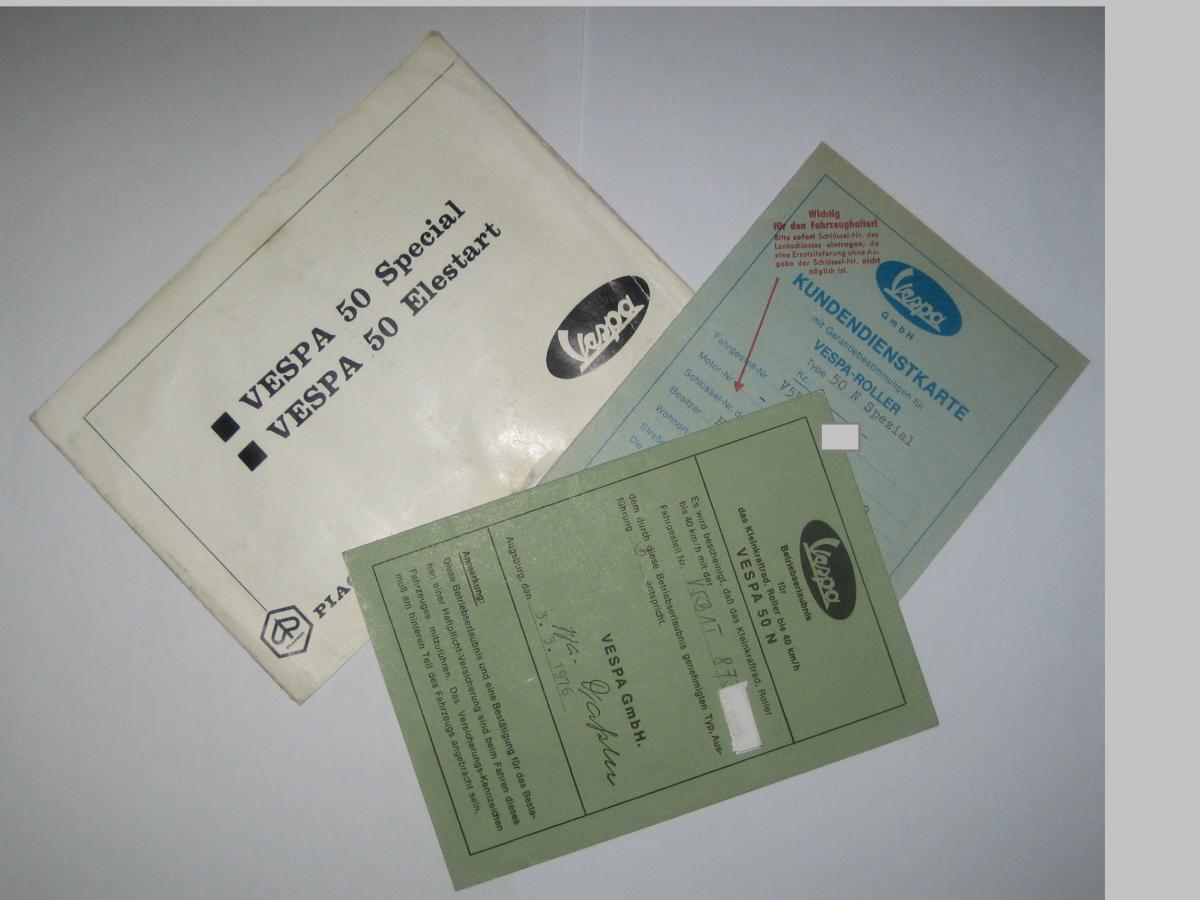 ■ VESPA 50 Special
■ VESPA 50 Elestart
Vespa
PIAGGIO
Wichtig
für den Fahrzeughalter!
Bitte sofort Schlüssel-Nr. des
Lenkschlosses eintragen, da
eine Ersatzlieferung ohne An-
gabe der Schlüssel-Nr. nicht
möglich ist.
Vespa
GmbH
KUNDENDIENSTKARTE
mit Garantiebestimmungen für
VESPA-ROLLER
Type 50 N Spezial
Fahrgestell-Nr.
Motor-Nr.
Schlüssel-Nr. de
Besitzer:
Wohnort
Straße
Die
Vespa
Betriebserlaubnis
für
das Kleinkraftrad, Roller bis 40 km/h
VESPA 50 N
Es wird bescheinigt, daß das Kleinkraftrad, Roller
bis 40 km/h mit der
Fahrgestell Nr. V5B1T 879
dem durch diese Betriebserlaubnis genehmigten Typ, Aus-
führung entspricht.
VESPA GmbH.
Augsburg, den 3. 3. 1976
Anmerkung:
Diese Betriebserlaubnis und eine Bestätigung für das Beste-
hen einer Haftpflicht-Versicherung sind beim Fahren dieses
Fahrzeuges mitzuführen. Das Versicherungs-Kennzeichen
muß am hinteren Teil des Fahrzeugs angebracht sein.